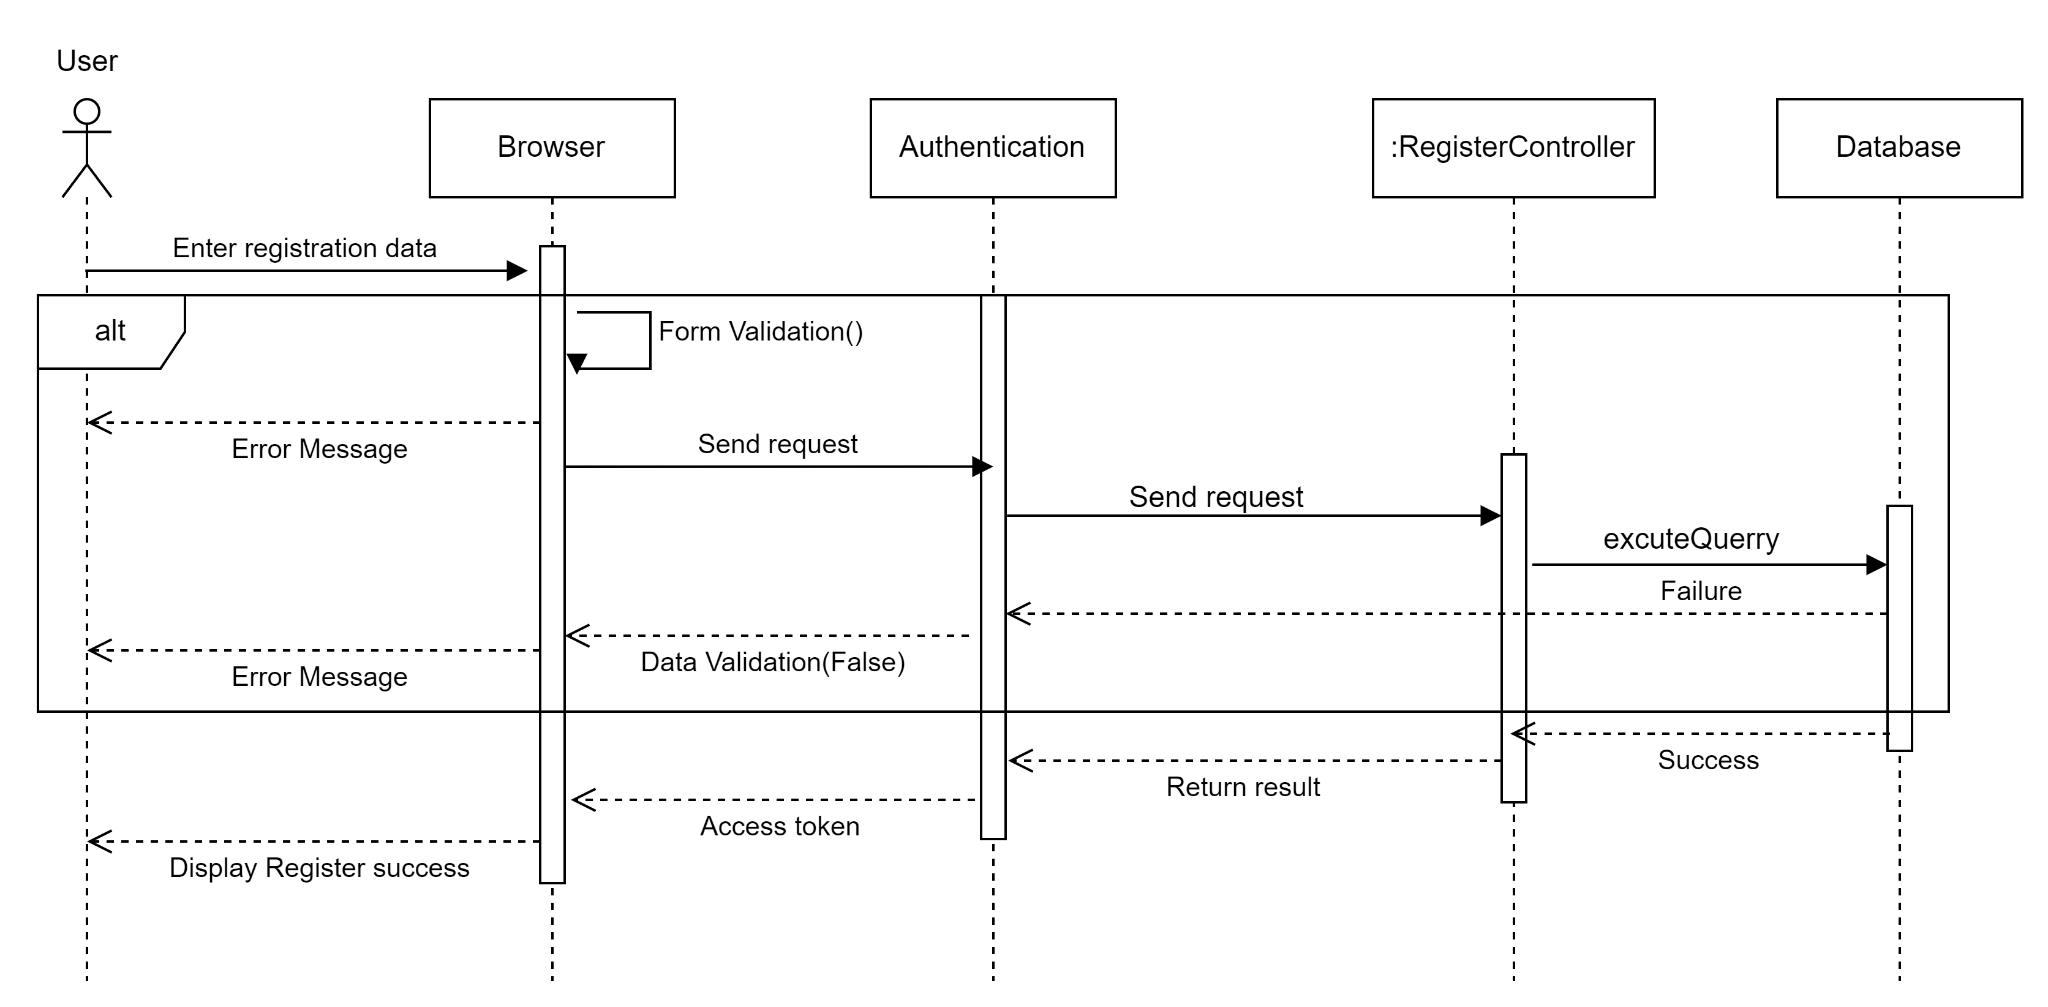 User
Browser
Authentication
:RegisterController
Database
Enter registration data
alt
Form Validation()
Error Message
Send request
Send request
excuteQuerry
Failure
Data Validation(False)
Error Message
Success
Return result
Access token
Display Register success